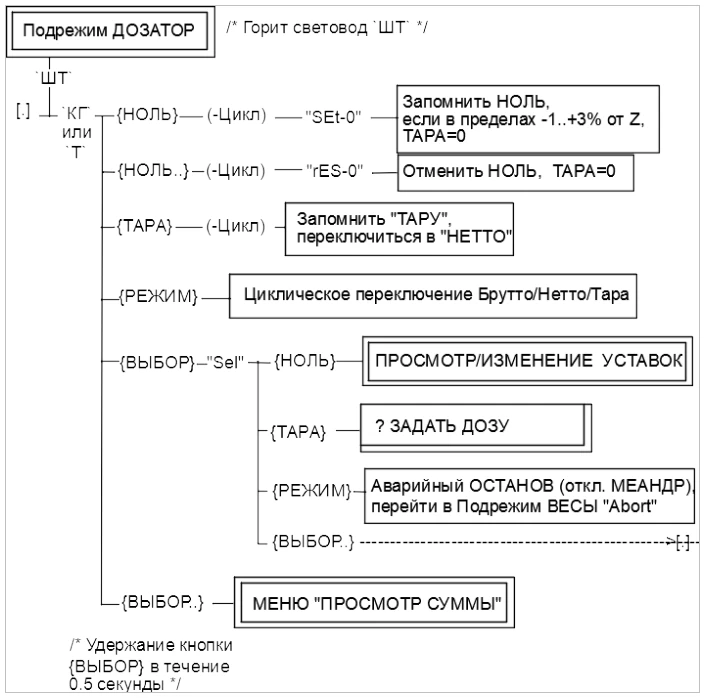 Подрежим ДОЗАТОР /* Горит световод `ШТ` */
`ШТ`
[.] `КГ` {НОЛЬ} (-Цикл) "SEt-0" Запомнить НОЛЬ,
или если в пределах -1..+3% от Z,
`Т` ТАРА=0
{НОЛЬ..} (-Цикл) "rES-0" Отменить НОЛЬ, ТАРА=0
{ТАРА} (-Цикл) Запомнить "ТАРУ",
переключиться в "НЕТТО"
{РЕЖИМ} Циклическое переключение Брутто/Нетто/Тара
{ВЫБОР} "Sel" {НОЛЬ} ПРОСМОТР/ИЗМЕНЕНИЕ УСТАВОК
{ТАРА} ? ЗАДАТЬ ДОЗУ
{РЕЖИМ} Аварийный ОСТАНОВ (откл. МЕАНДР),
перейти в Подрежим ВЕСЫ "Abort"
{ВЫБОР..} >[.]
{ВЫБОР..} МЕНЮ "ПРОСМОТР СУММЫ"
/* Удержание кнопки
{ВЫБОР} в течение
0.5 секунды */